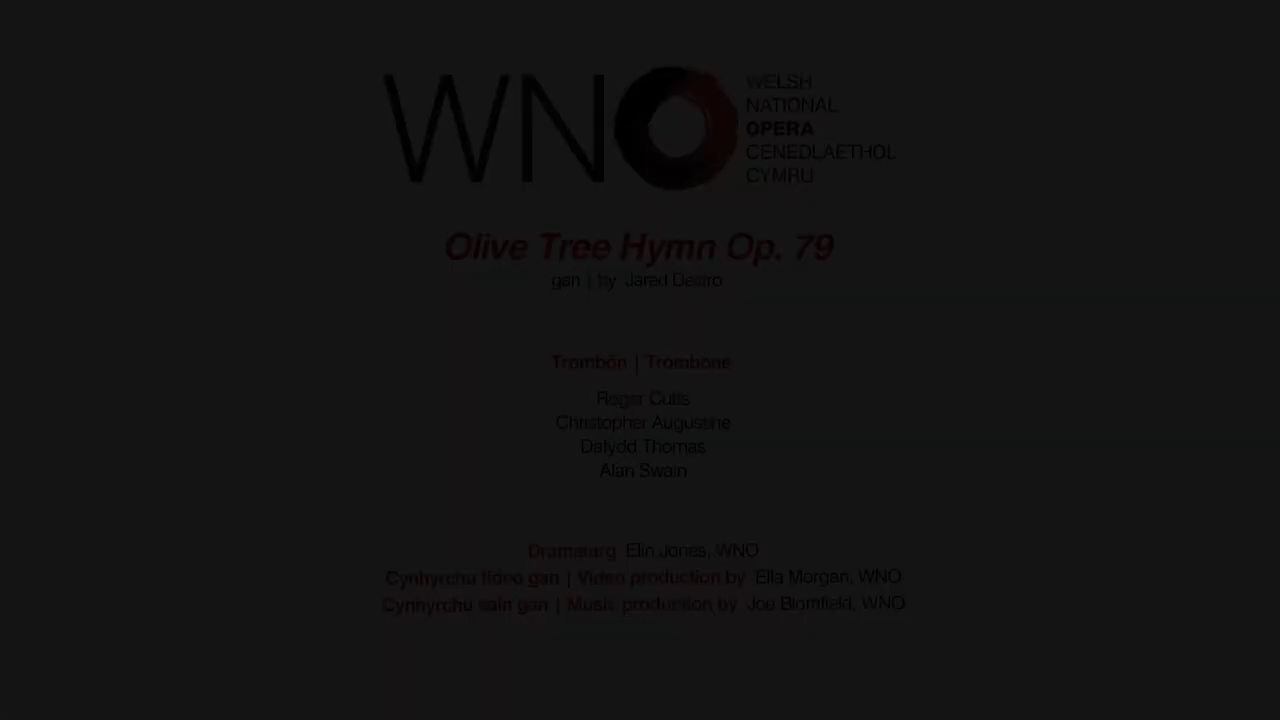 WNO
WELSH
NATIONAL
OPERA
CENEDLAETHOL
CYMRU
Olive Tree Hymn Op. 79
gan | by Jared Destro
Trombôn | Trombone
Roger Cutts
Christopher Augustine
Dafydd Thomas
Alan Swain
Dramaturg Elin Jones, WNO
Cynhyrchu fideo gan | Video production by Ella Morgan, WNO
Cynhyrchu sain gan | Music production by Joe Blomfield, WNO